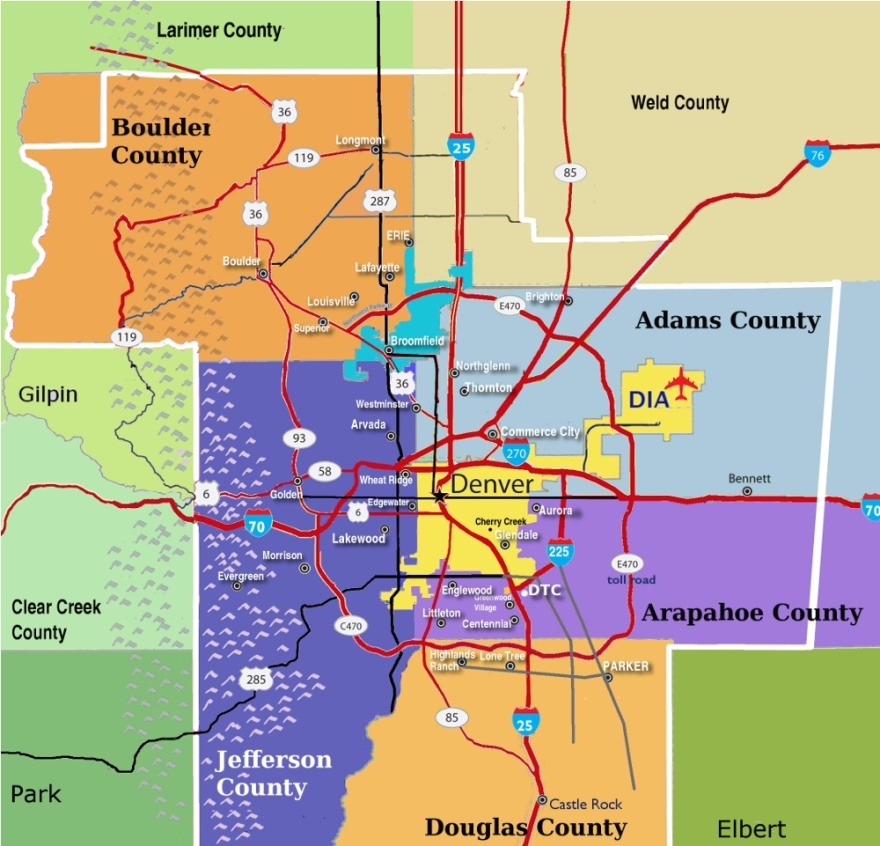 Larimer County
Weld County
Boulder
County
36
119
Longmont
25
85
76
36
287
ERIE
Boulder
Lafayette
Louisville
Superior
E470
Brighton
119
Broomfield
Adams County
Gilpin
36
Northglenn
Thornton
DIA
Westminster
Arvada
Commerce City
93
270
58
Wheat Ridge
Denver
Bennett
6
Golden
Edgewater
6
Aurora
70
70
Cherry Creek
Lakewood
Glendale
225
Morrison
E470
toll road
Evergreen
Englewood
DTC
Greenwood
Village
Clear Creek
County
C470
Littleton
Centennial
Arapahoe County
Highlands
Ranch
Lone Tree
PARKER
285
85
25
Jefferson
County
Park
Castle Rock
Douglas County
Elbert